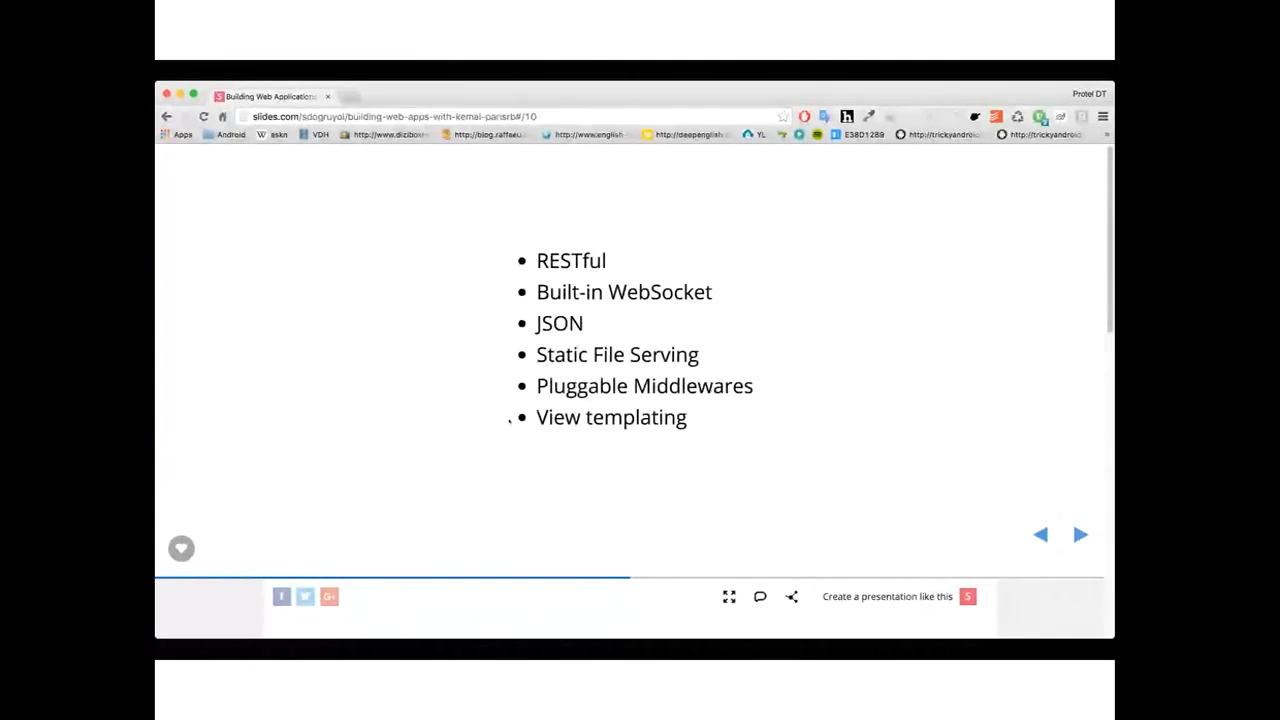 Building Web Applications
Protel DT
slides.com/sdogruyol/building-web-apps-with-kemal-parisrb#/10
Apps
Android
eskn
VDH
http://www.dizibox
http://blog.raffaeu.
http://www.english-
http://deepenglish.
YL
E38D12B9
http://trickyandroid
http://trickyandroid
»
• RESTful
• Built-in WebSocket
• JSON
• Static File Serving
• Pluggable Middlewares
• View templating
f
G+
Create a presentation like this
S